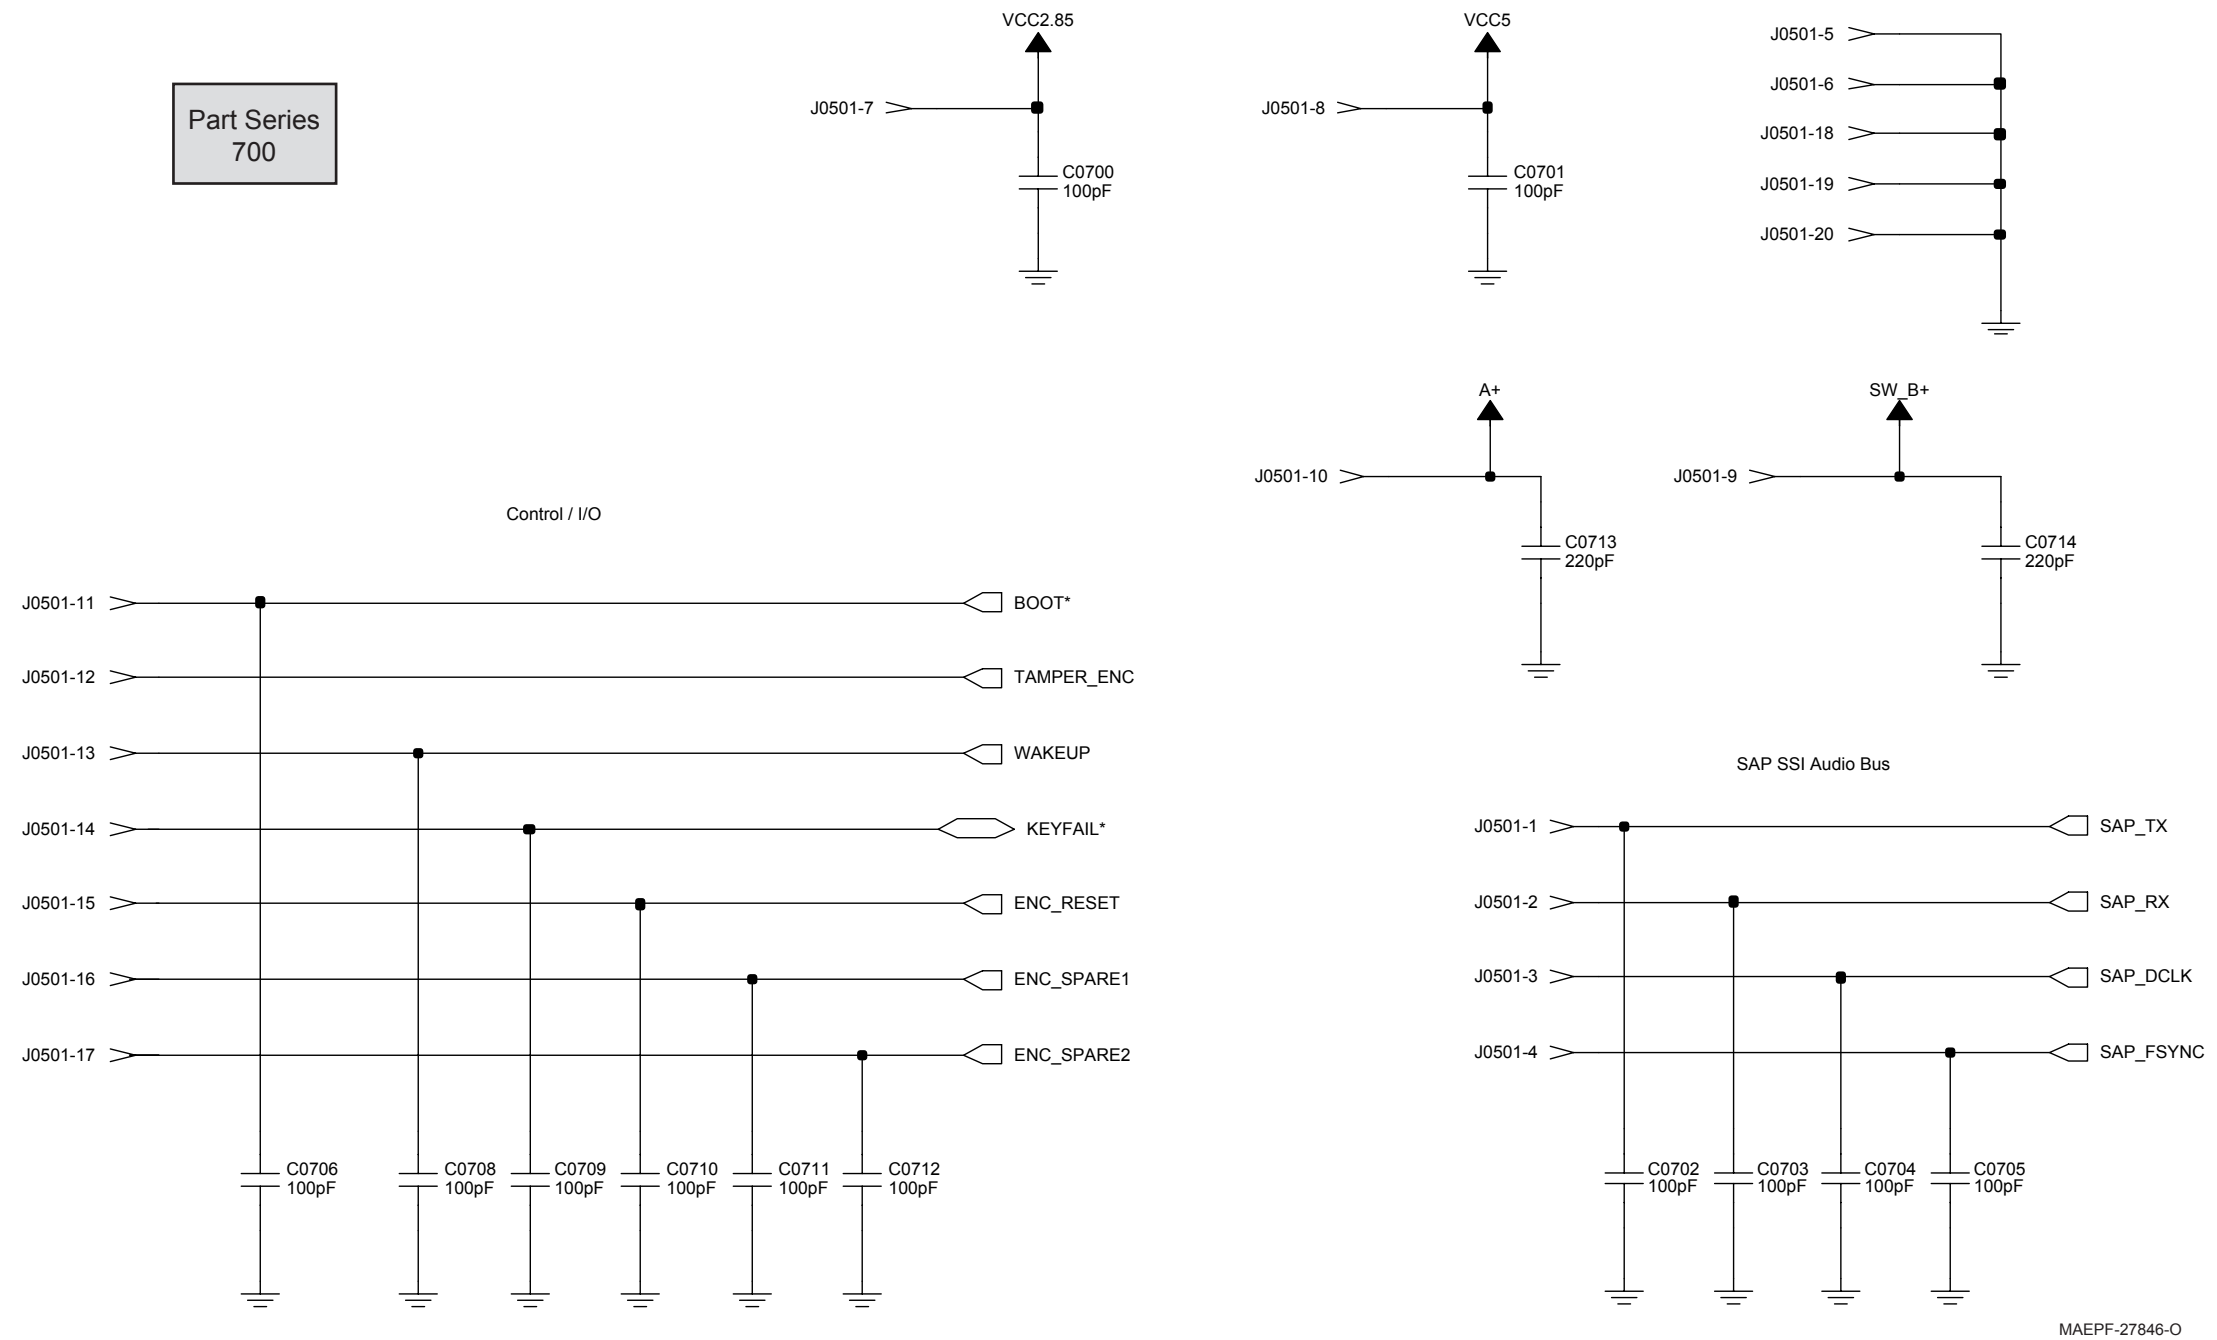 Part Series
700
VCC2.85
J0501-7
C0700
100pF
VCC5
J0501-8
C0701
100pF
J0501-5
J0501-6
J0501-18
J0501-19
J0501-20
A+
J0501-10
C0713
220pF
SW_B+
J0501-9
C0714
220pF
Control / I/O
J0501-11
BOOT*
J0501-12
TAMPER_ENC
J0501-13
WAKEUP
J0501-14
KEYFAIL*
J0501-15
ENC_RESET
J0501-16
ENC_SPARE1
J0501-17
ENC_SPARE2
C0706
100pF
C0708
100pF
C0709
100pF
C0710
100pF
C0711
100pF
C0712
100pF
SAP SSI Audio Bus
J0501-1
SAP_TX
J0501-2
SAP_RX
J0501-3
SAP_DCLK
J0501-4
SAP_FSYNC
C0702
100pF
C0703
100pF
C0704
100pF
C0705
100pF
MAEPF-27846-O